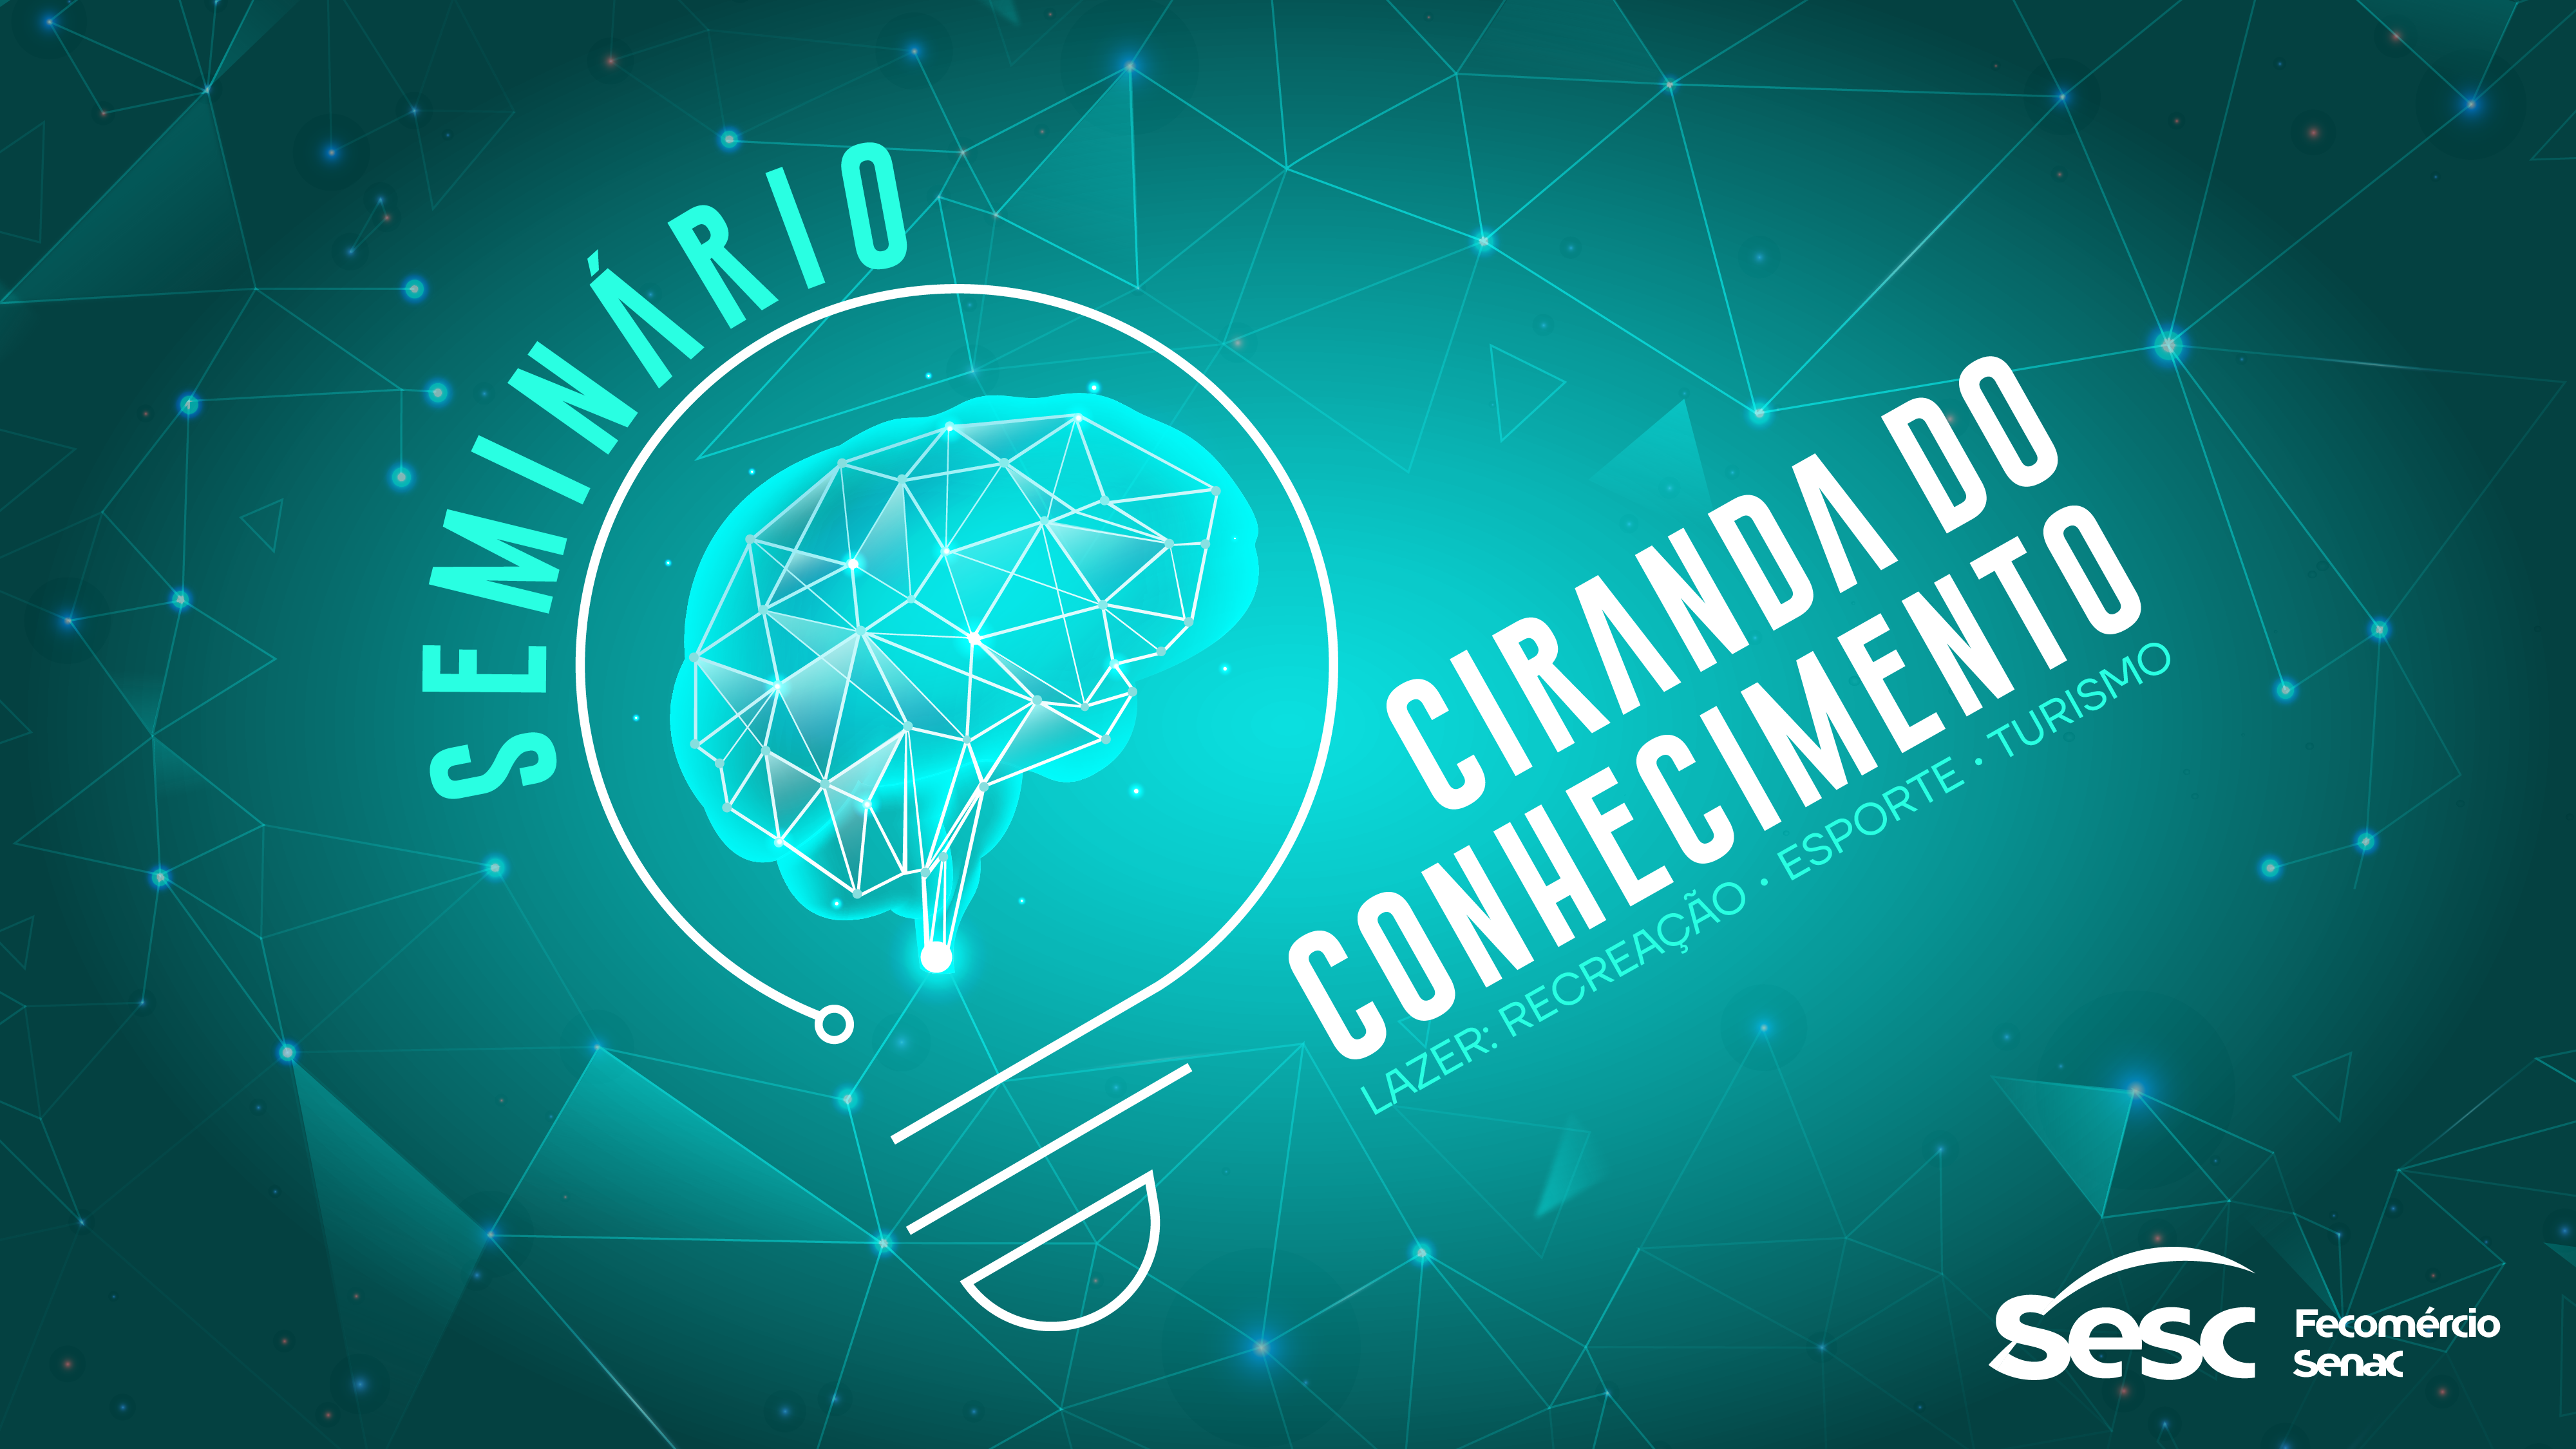 SEMINÁRIO
CIRANDA DO
CONHECIMENTO
LAZER: RECREAÇÃO • ESPORTE • TURISMO
Sesc
Fecomércio
Senac